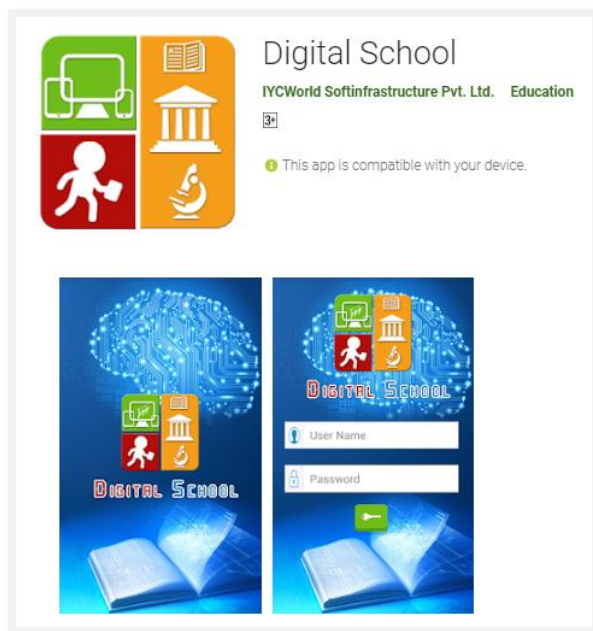 Digital School
IYCWorld Softinfrastructure Pvt. Ltd. Education
3+
This app is compatible with your device.
DIGITAL SCHOOL
DIGITAL SCHOOL
User Name
Password